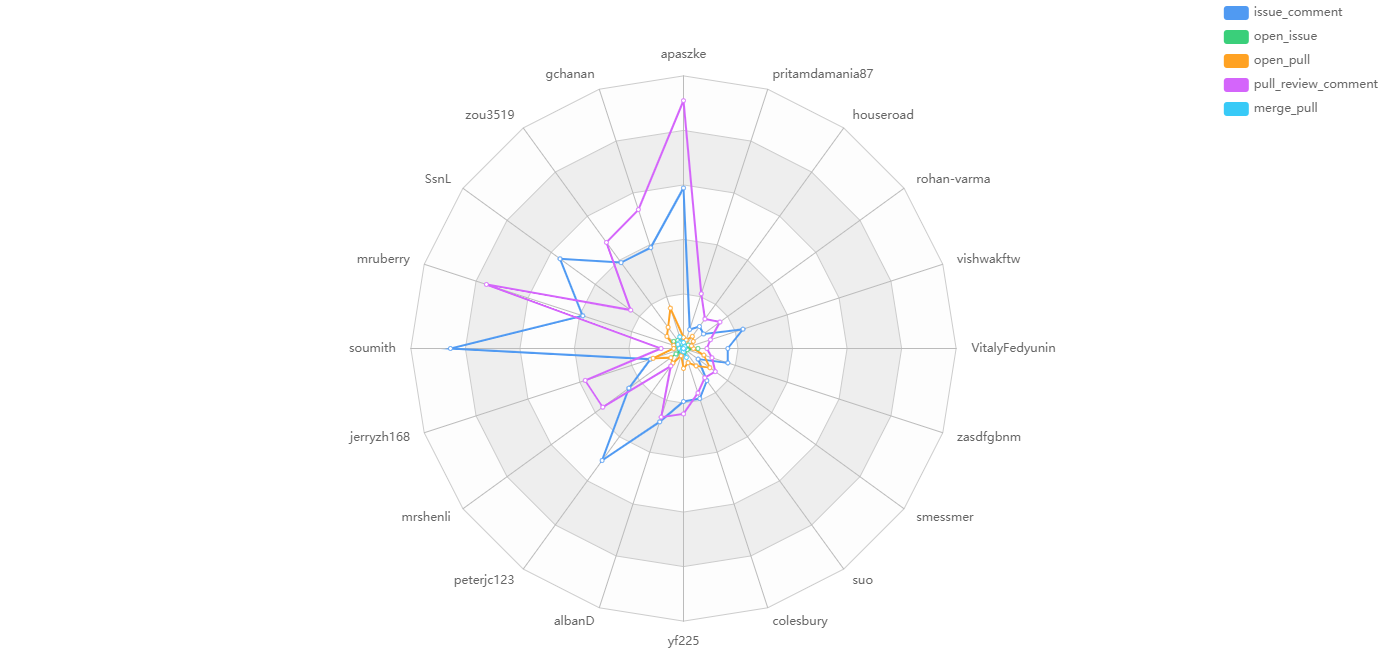 issue_comment
open_issue
open_pull
pull_review_comment
merge_pull
apaszke
gchanan
pritamdamania87
zou3519
houseroad
SsnL
rohan-varma
mruberry
vishwakftw
soumith
VitalyFedyunin
jerryzh168
zasdfgbnm
mrshenli
smessmer
peterjc123
suo
albanD
colesbury
yf225